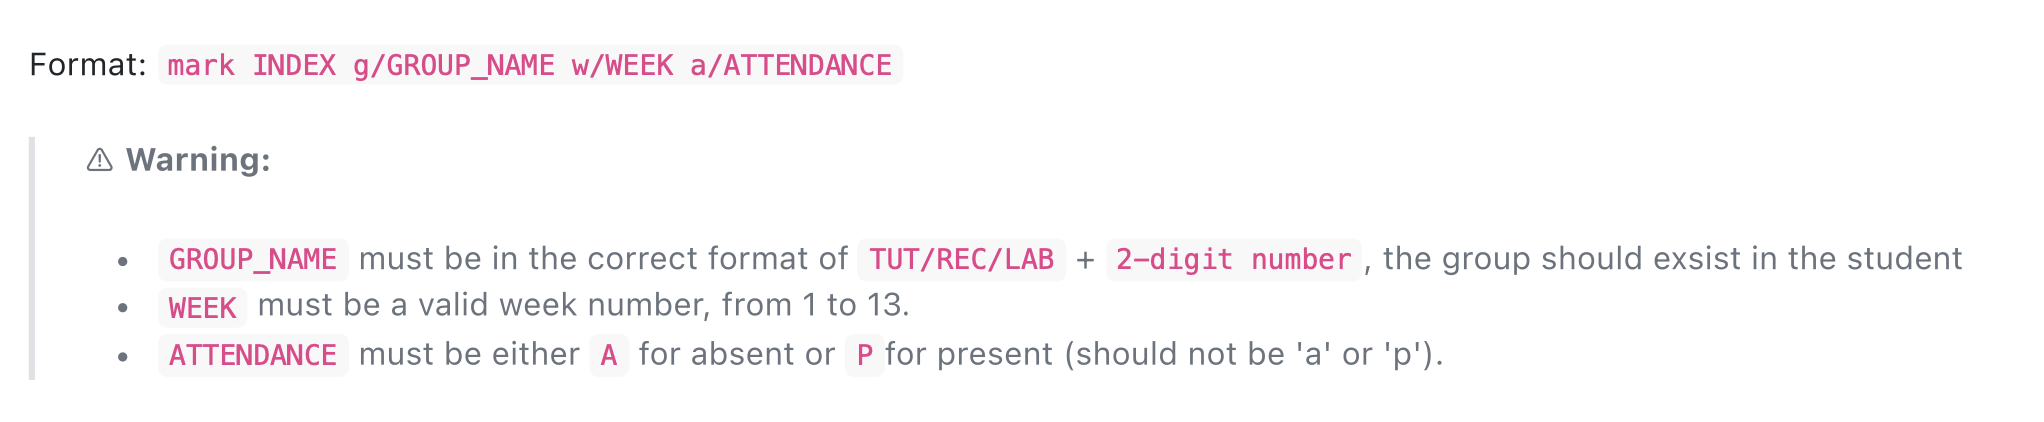 Format: mark INDEX g/GROUP_NAME w/WEEK a/ATTENDANCE
⚠ Warning:
• GROUP_NAME must be in the correct format of TUT/REC/LAB + 2-digit number, the group should exsist in the student
• WEEK must be a valid week number, from 1 to 13.
• ATTENDANCE must be either A for absent or P for present (should not be 'a' or 'p').